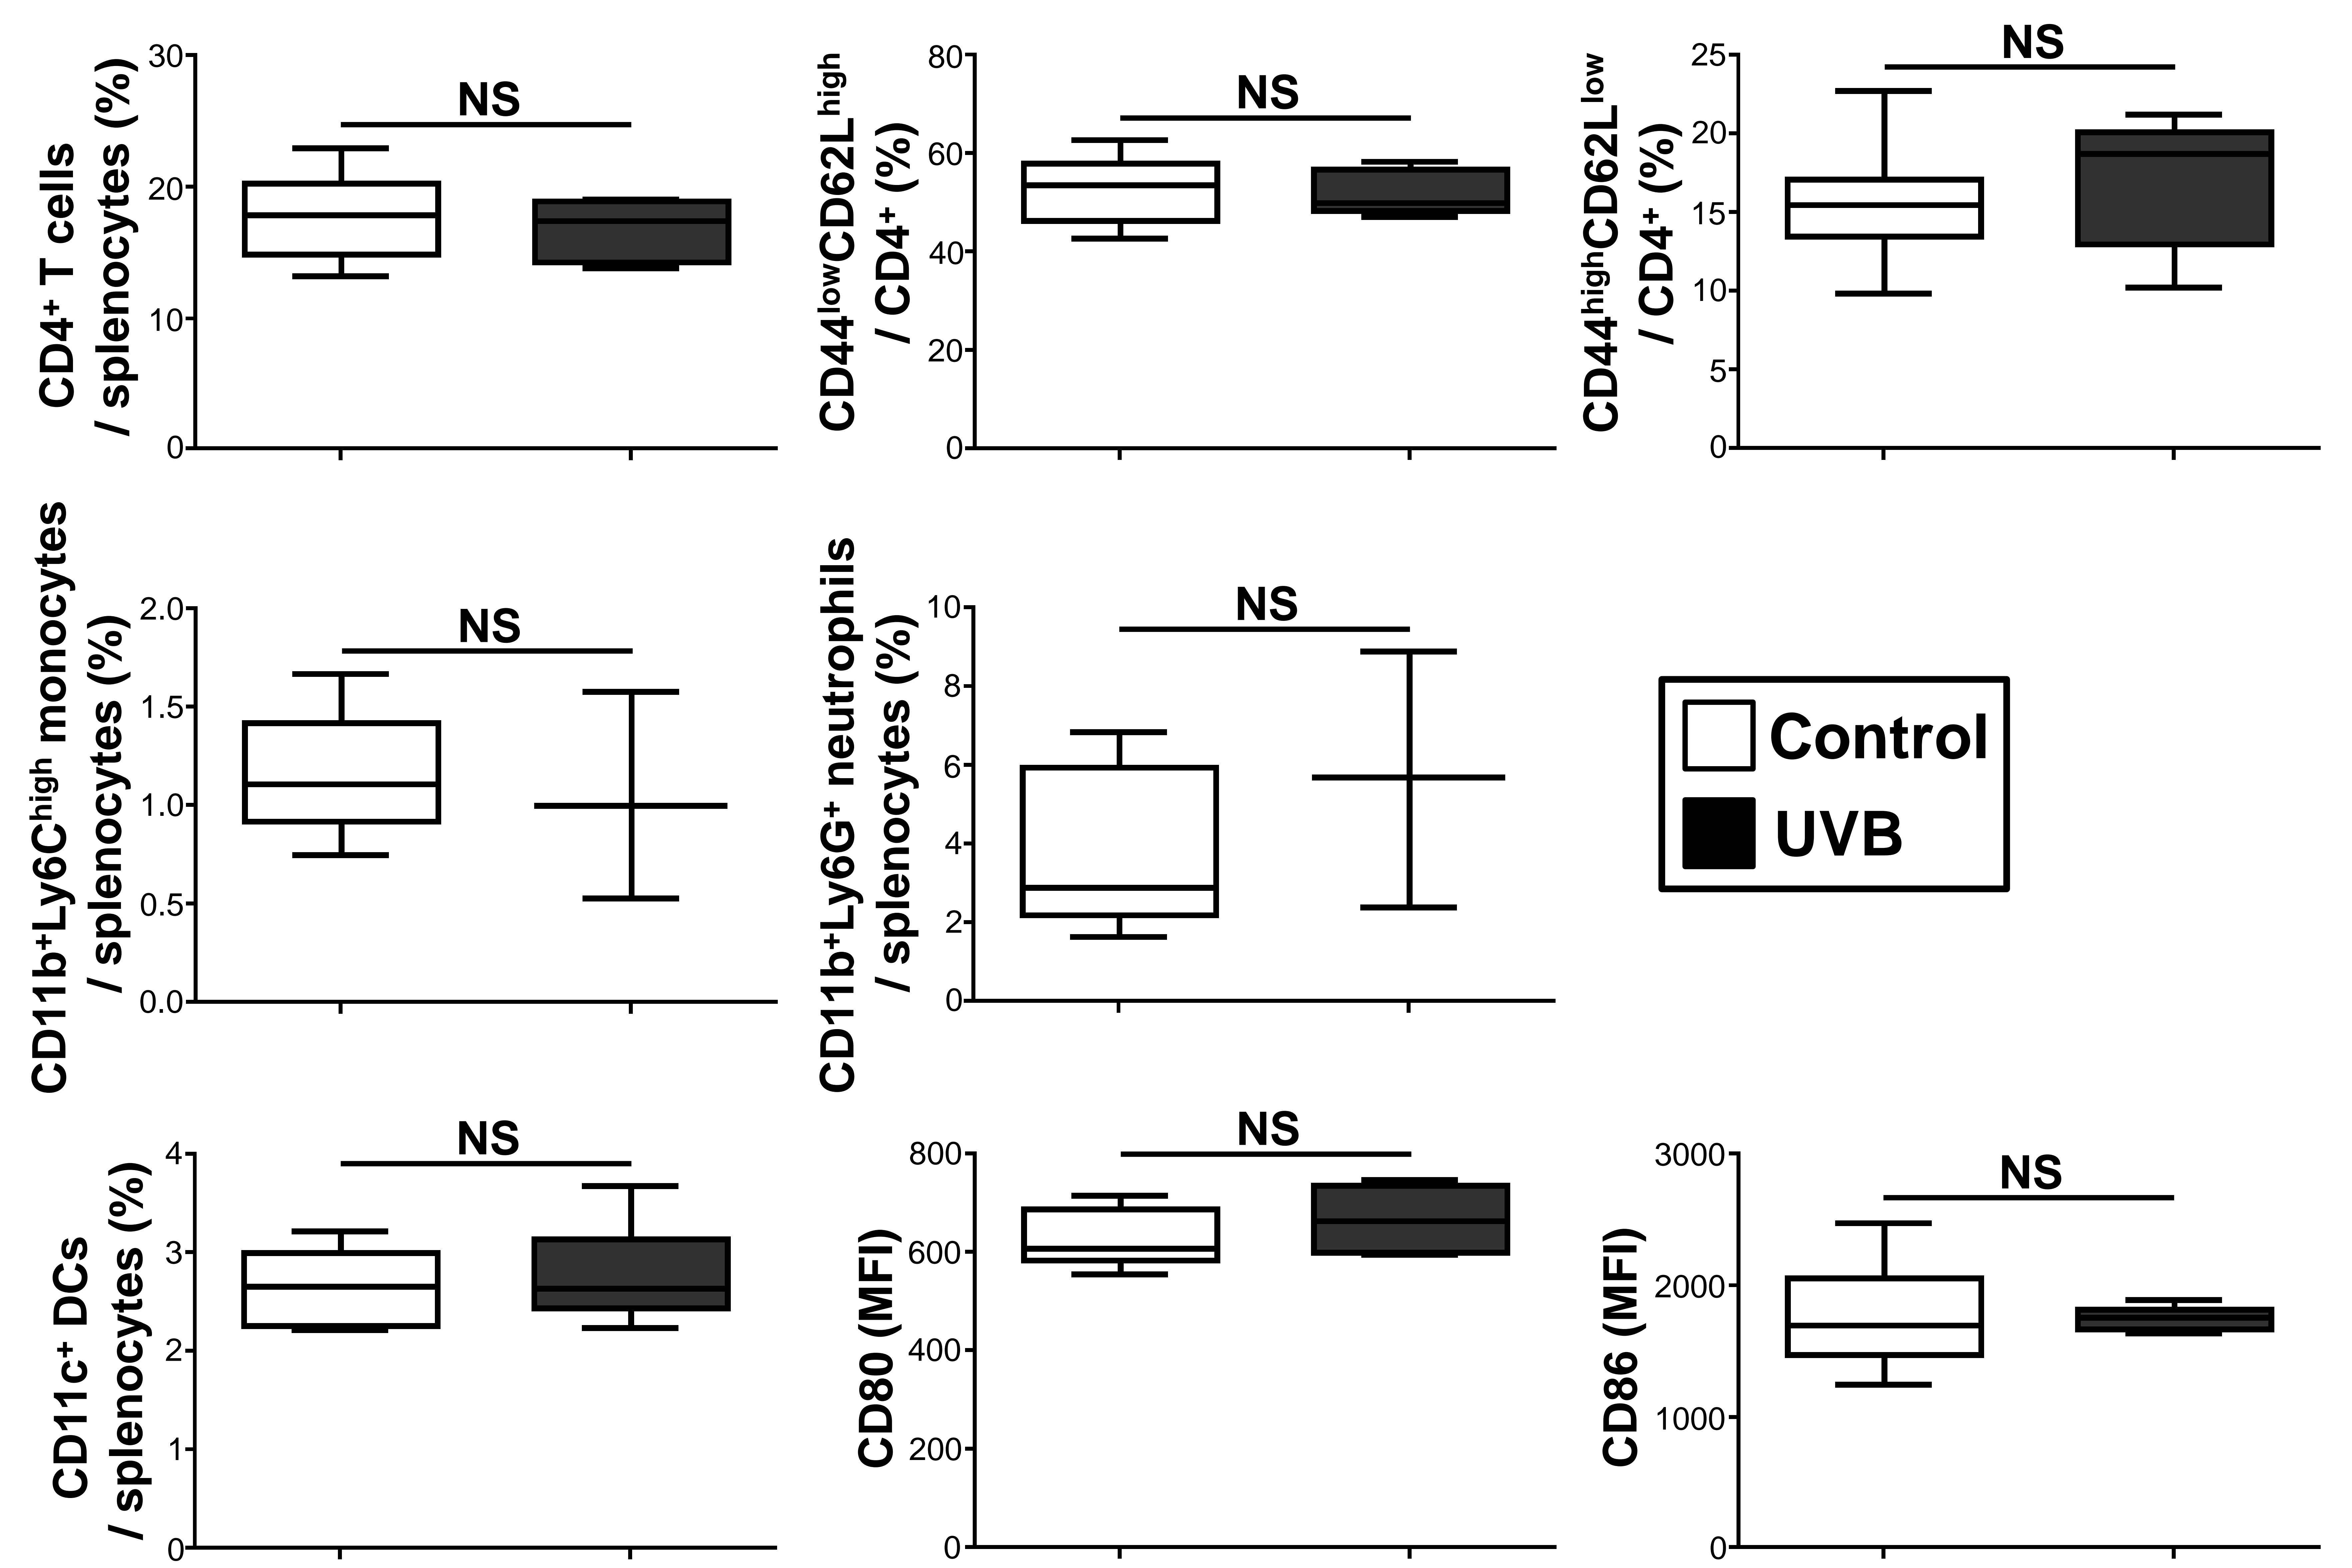 CD4⁺ T cells
/ splenocytes (%)
30
20
10
0
NS
CD44ˡᵒʷCD62Lʰⁱᵍʰ
/ CD4⁺ (%)
80
60
40
20
0
NS
CD44ʰⁱᵍʰCD62Lˡᵒʷ
/ CD4⁺ (%)
25
20
15
10
5
0
NS
CD11b⁺Ly6Cʰⁱᵍʰ monocytes
/ splenocytes (%)
2.0
1.5
1.0
0.5
0.0
NS
CD11b⁺Ly6G⁺ neutrophils
/ splenocytes (%)
10
8
6
4
2
0
NS
Control
UVB
CD11c⁺ DCs
/ splenocytes (%)
4
3
2
1
0
NS
CD80 (MFI)
800
600
400
200
0
NS
CD86 (MFI)
3000
2000
1000
0
NS